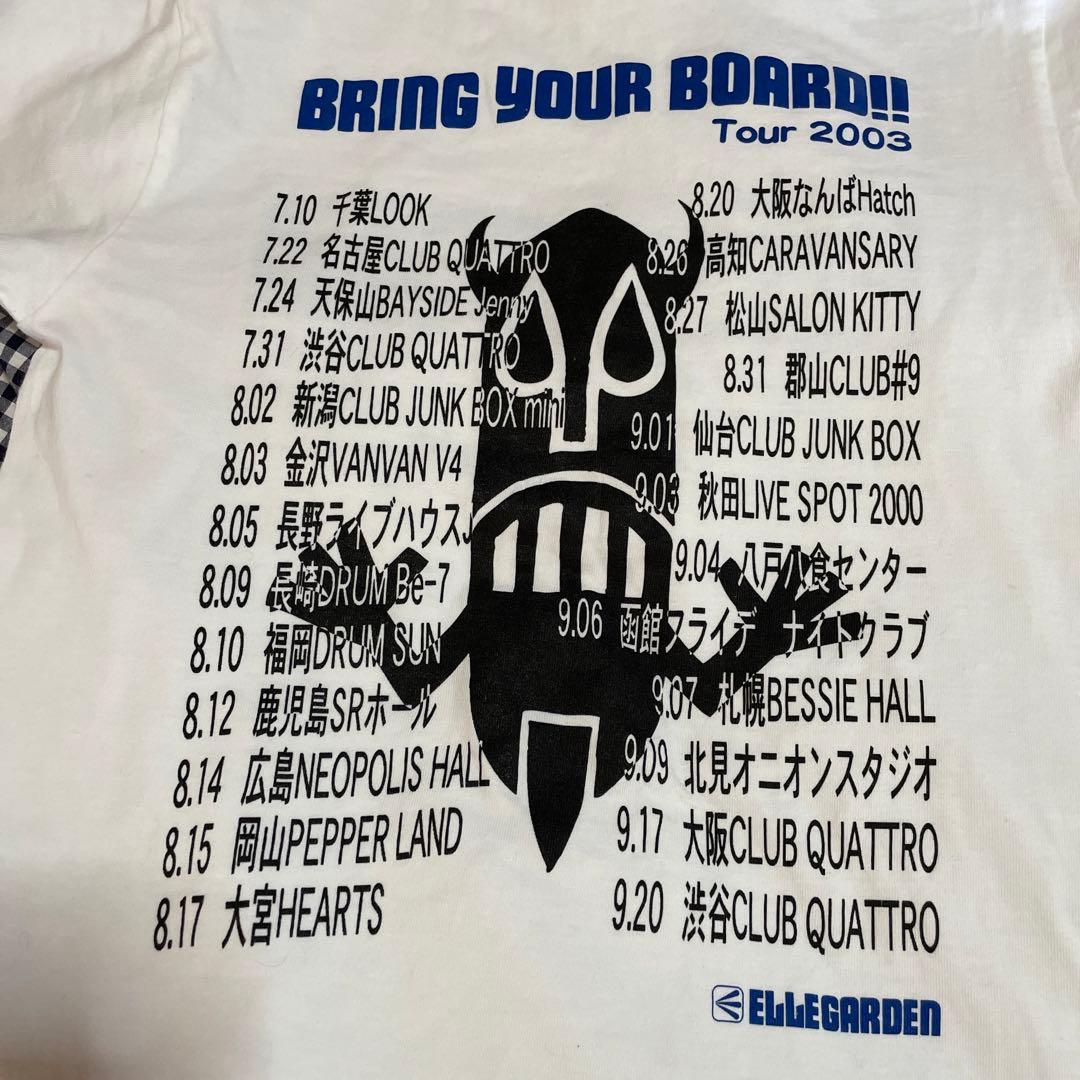 BRING YOUR BOARD!!
Tour 2003
7.10 千葉LOOK
7.22 名古屋CLUB QUATTRO
7.24 天保山BAYSIDE Jenny
7.31 渋谷CLUB QUATTRO
8.02 新潟CLUB JUNK BOX mini
8.03 金沢VANVAN V4
8.05 長野ライブハウスJ
8.09 長崎DRUM Be-7
8.10 福岡DRUM SUN
8.12 鹿児島SRホール
8.14 広島NEOPOLIS HALL
8.15 岡山PEPPER LAND
8.17 大宮HEARTS
8.20 大阪なんばHatch
8.26 高知CARAVANSARY
8.27 松山SALON KITTY
8.31 郡山CLUB#9
9.01 仙台CLUB JUNK BOX
9.03 秋田LIVE SPOT 2000
9.04 八戸八食センター
9.06 函館フライデーナイトクラブ
9.07 札幌BESSIE HALL
9.09 北見オニオンスタジオ
9.17 大阪CLUB QUATTRO
9.20 渋谷CLUB QUATTRO
ELLEGARDEN